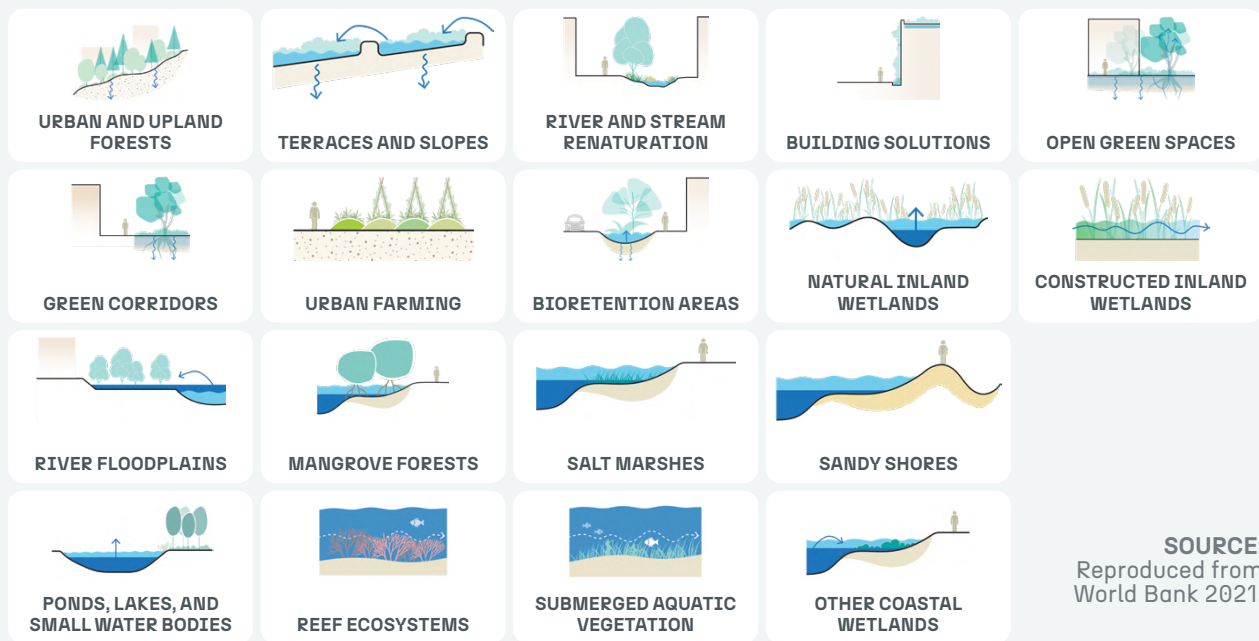 URBAN AND UPLAND
FORESTS
TERRACES AND SLOPES
RIVER AND STREAM
RENATURATION
BUILDING SOLUTIONS
OPEN GREEN SPACES
GREEN CORRIDORS
URBAN FARMING
BIORETENTION AREAS
NATURAL INLAND
WETLANDS
CONSTRUCTED INLAND
WETLANDS
RIVER FLOODPLAINS
MANGROVE FORESTS
SALT MARSHES
SANDY SHORES
PONDS, LAKES, AND
SMALL WATER BODIES
REEF ECOSYSTEMS
SUBMERGED AQUATIC
VEGETATION
OTHER COASTAL
WETLANDS
SOURCES
Reproduced from
World Bank 2021